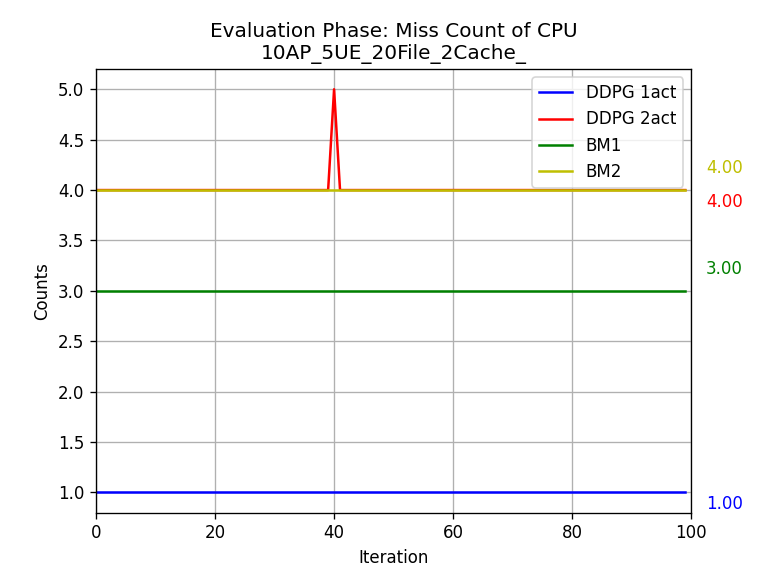 Evaluation Phase: Miss Count of CPU
10AP_5UE_20File_2Cache_
5.0
4.5
4.0
3.5
3.0
2.5
2.0
1.5
1.0
Counts
0
20
40
60
80
100
Iteration
DDPG 1act
DDPG 2act
BM1
BM2
4.00
4.00
3.00
1.00